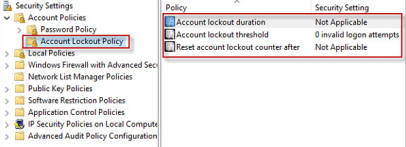 Security Settings
Account Policies
Password Policy
Account Lockout Policy
Local Policies
Windows Firewall with Advanced Secu
Network List Manager Policies
Public Key Policies
Software Restriction Policies
Application Control Policies
IP Security Policies on Local Compute
Advanced Audit Policy Configuration
Policy Security Setting
Account lockout duration Not Applicable
Account lockout threshold 0 invalid logon attempts
Reset account lockout counter after Not Applicable